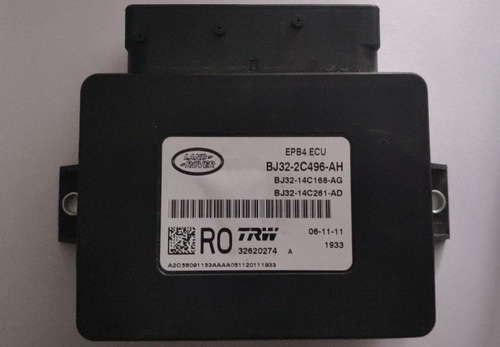 LAND ROVER
EPB4 ECU
BJ32-2C496-AH
BJ32-14C168-AG
BJ32-14C261-AD
RO TRW 06-11-11
32620274 A 1933
A2C56091153AAAA051120111933